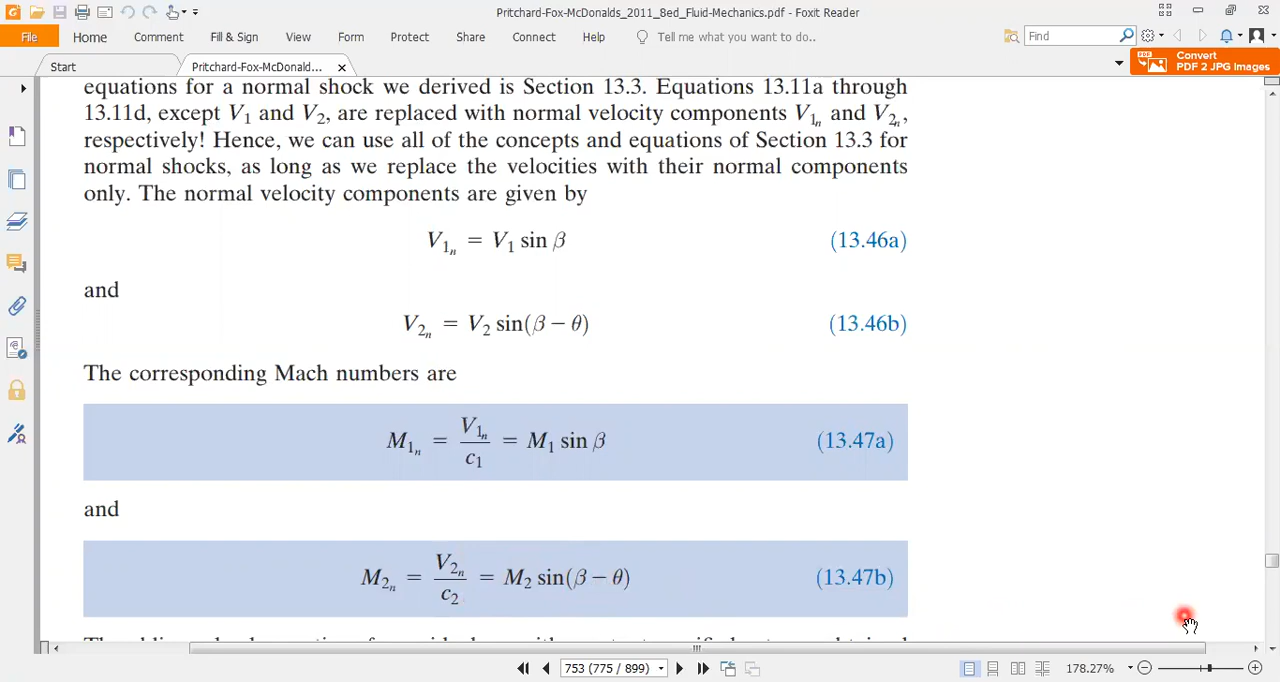 Pritchard-Fox-McDonalds_2011_8ed_Fluid-Mechanics.pdf - Foxit Reader
File Home Comment Fill & Sign View Form Protect Share Connect Help Tell me what you want to do.. Find
Convert
PDF 2 JPG Images
Start Pritchard-Fox-McDonald...
equations for a normal shock we derived is Section 13.3. Equations 13.11a through
13.11d, except V₁ and V₂, are replaced with normal velocity components V₁ₙ and V₂ₙ,
respectively! Hence, we can use all of the concepts and equations of Section 13.3 for
normal shocks, as long as we replace the velocities with their normal components
only. The normal velocity components are given by
V₁ₙ = V₁ sin β (13.46a)
and
V₂ₙ = V₂ sin(β − θ) (13.46b)
The corresponding Mach numbers are
M₁ₙ = V₁ₙ / c₁ = M₁ sin β (13.47a)
and
M₂ₙ = V₂ₙ / c₂ = M₂ sin(β − θ) (13.47b)
753 (775 / 899) 178.27%